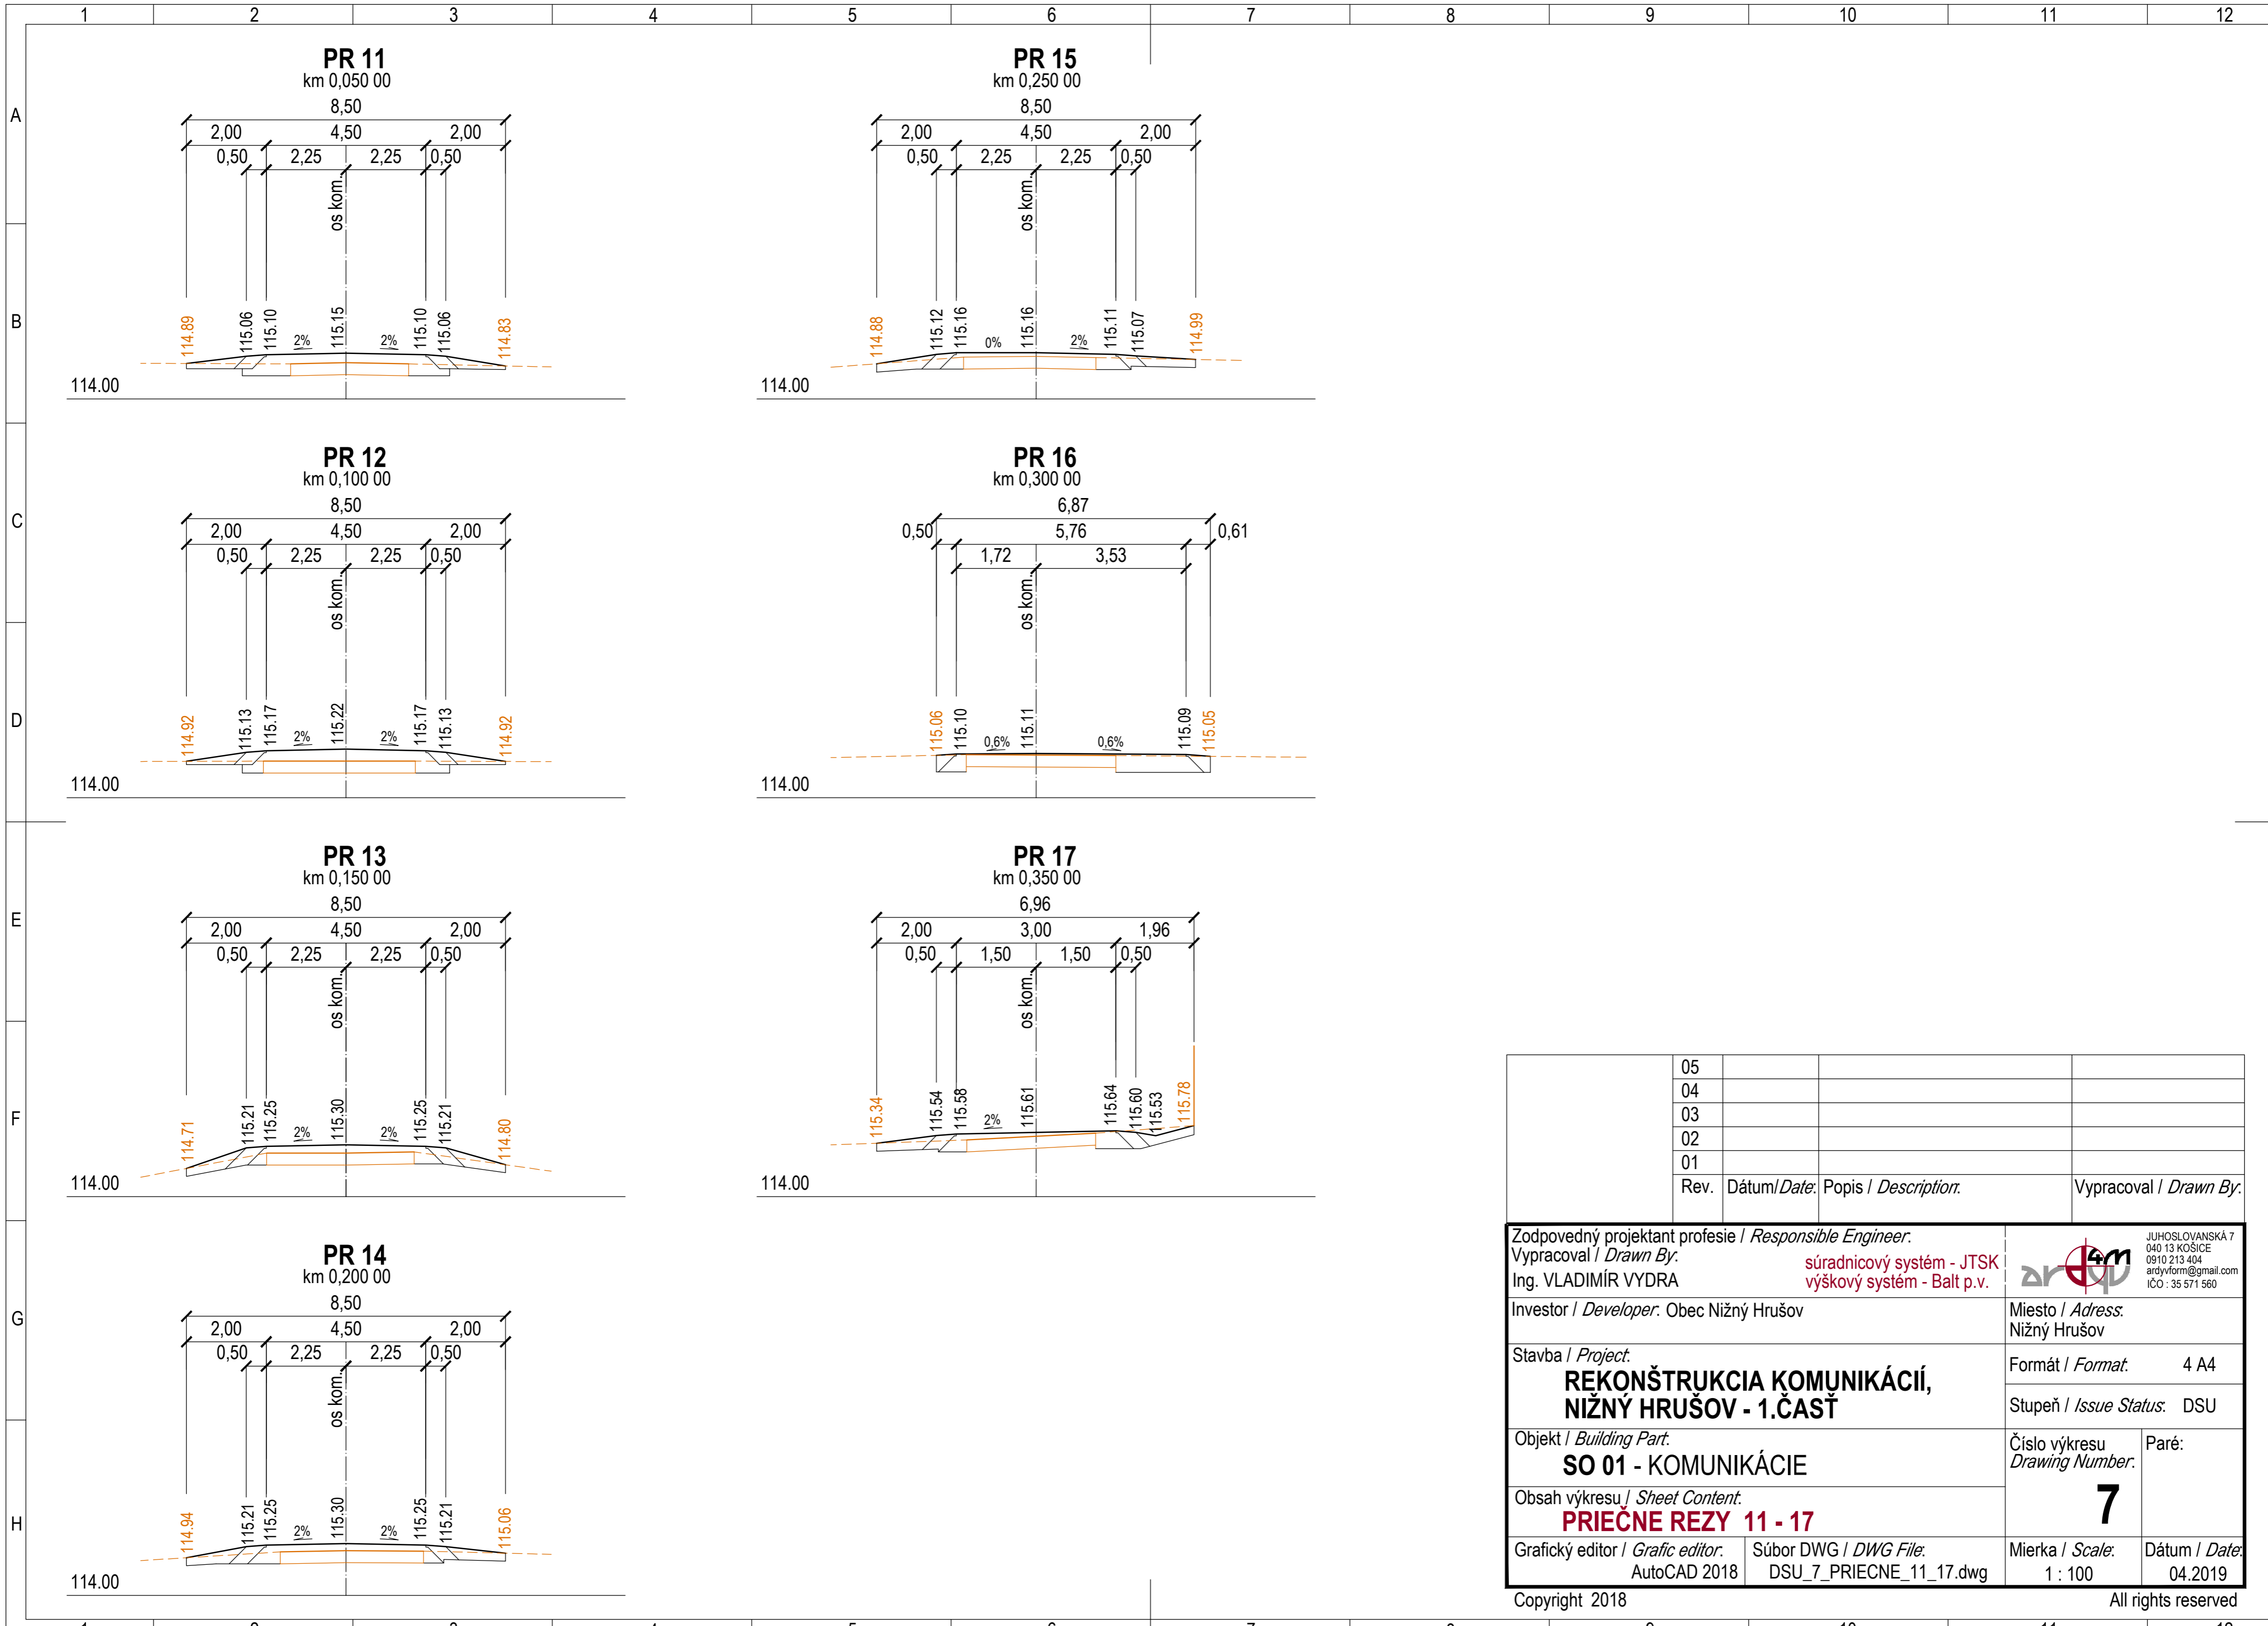 1 2 3 4 5 6 7 8 9 10 11 12
A
B
C
D
E
F
G
H
PR 11
km 0,050 00
8,50
2,00 4,50 2,00
0,50 2,25 2,25 0,50
os kom.
114.89 115.06 115.10 2% 115.15 2% 115.10 115.06 114.83
114.00
PR 12
km 0,100 00
8,50
2,00 4,50 2,00
0,50 2,25 2,25 0,50
os kom.
114.92 115.13 115.17 2% 115.22 2% 115.17 115.13 114.92
114.00
PR 13
km 0,150 00
8,50
2,00 4,50 2,00
0,50 2,25 2,25 0,50
os kom.
114.71 115.21 115.25 2% 115.30 2% 115.25 115.21 114.80
114.00
PR 14
km 0,200 00
8,50
2,00 4,50 2,00
0,50 2,25 2,25 0,50
os kom.
114.94 115.21 115.25 2% 115.30 2% 115.25 115.21 115.06
114.00
PR 15
km 0,250 00
8,50
2,00 4,50 2,00
0,50 2,25 2,25 0,50
os kom.
114.88 115.12 115.16 0% 115.16 2% 115.11 115.07 114.99
114.00
PR 16
km 0,300 00
6,87
0,50 5,76 0,61
1,72 3,53
os kom.
115.06 115.10 0,6% 115.11 0,6% 115.09 115.05
114.00
PR 17
km 0,350 00
6,96
2,00 3,00 1,96
0,50 1,50 1,50 0,50
os kom.
115.34 115.54 115.58 2% 115.61 115.64 115.60 115.53 115.78
114.00
05
04
03
02
01
Rev. Dátum/Date: Popis / Description: Vypracoval / Drawn By:
Zodpovedný projektant profesie / Responsible Engineer:
Vypracoval / Drawn By:
Ing. VLADIMÍR VYDRA
súradnicový systém - JTSK
výškový systém - Balt p.v.
ardyv 4m
JUHOSLOVANSKÁ 7
040 13 KOŠICE
0910 213 404
ardyvform@gmail.com
IČO : 35 571 560
Investor / Developer: Obec Nižný Hrušov
Miesto / Adress:
Nižný Hrušov
Stavba / Project:
REKONŠTRUKCIA KOMUNIKÁCIÍ,
NIŽNÝ HRUŠOV - 1.ČASŤ
Formát / Format: 4 A4
Stupeň / Issue Status: DSU
Objekt / Building Part:
SO 01 - KOMUNIKÁCIE
Číslo výkresu
Drawing Number:
7
Paré:
Obsah výkresu / Sheet Content:
PRIEČNE REZY 11 - 17
Grafický editor / Grafic editor:
AutoCAD 2018
Súbor DWG / DWG File:
DSU_7_PRIECNE_11_17.dwg
Mierka / Scale:
1 : 100
Dátum / Date:
04.2019
Copyright 2018 All rights reserved